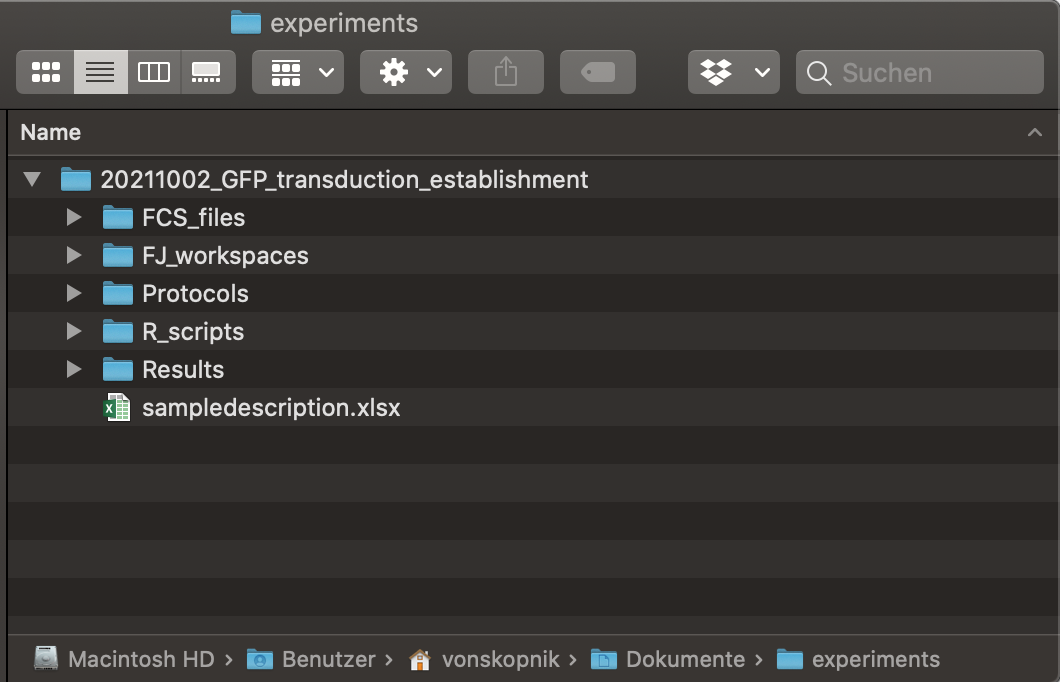 experiments
Suchen
Name
20211002_GFP_transduction_establishment
FCS_files
FJ_workspaces
Protocols
R_scripts
Results
sampledescription.xlsx
Macintosh HD › Benutzer › vonskopnik › Dokumente › experiments